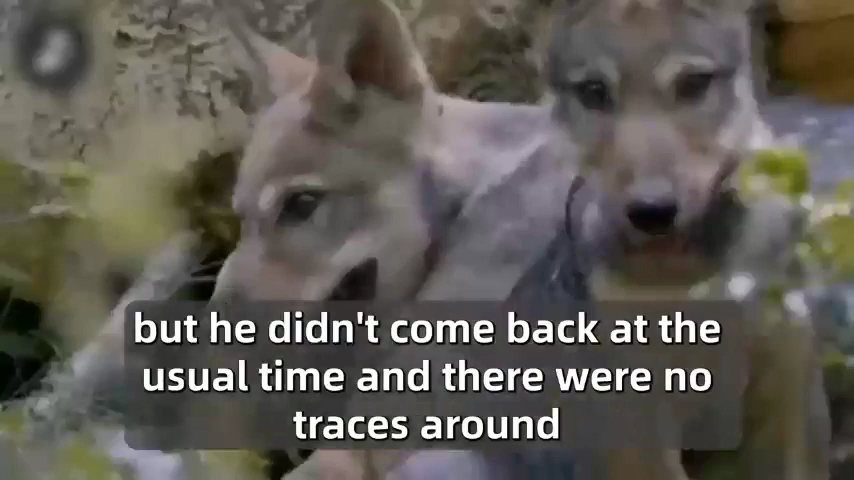 but he didn't come back at the
usual time and there were no
traces around